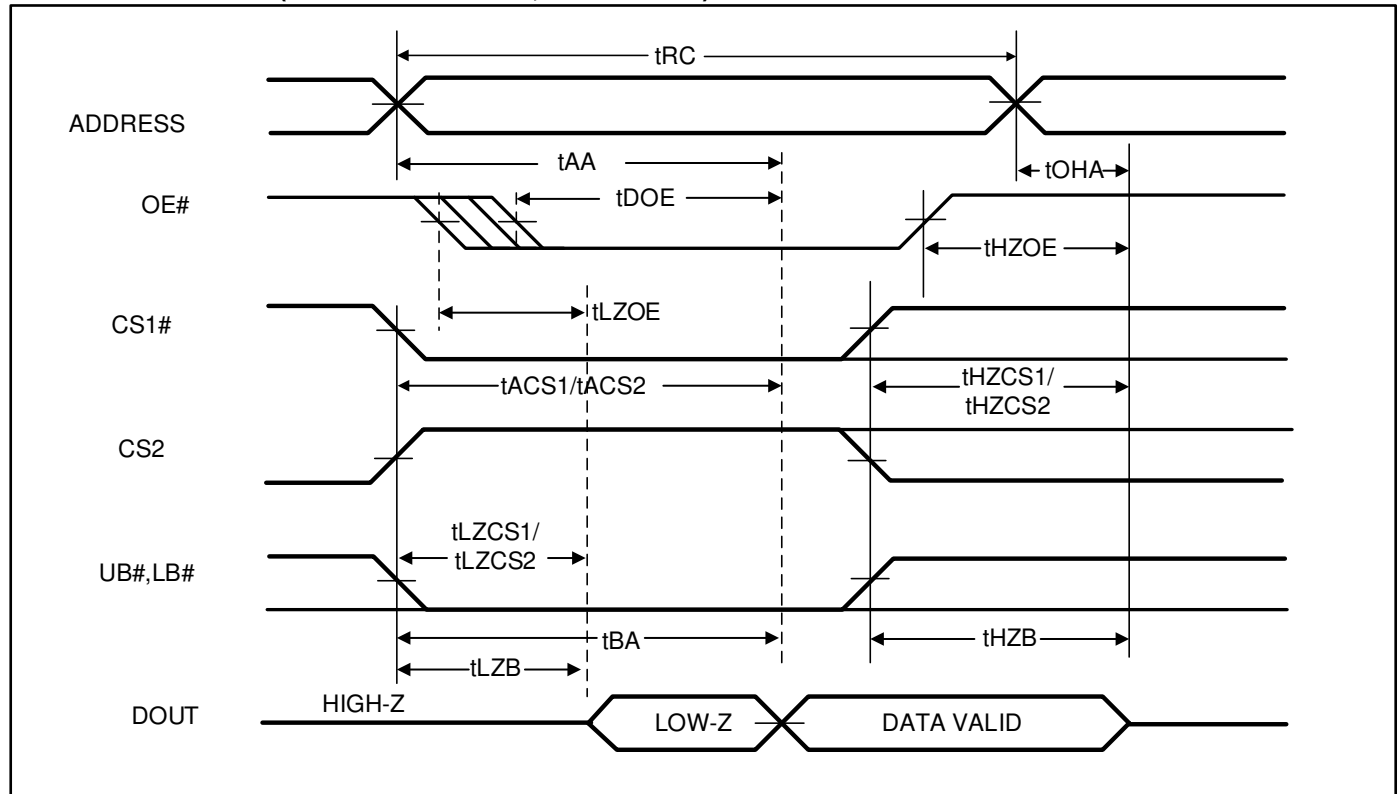 tRC
ADDRESS
tAA
tOHA
OE#
tDOE
tHZOE
tLZOE
CS1#
tACS1/tACS2
tHZCS1/
tHZCS2
CS2
tLZCS1/
tLZCS2
UB#,LB#
tBA
tHZB
tLZB
HIGH-Z
DOUT
LOW-Z
DATA VALID